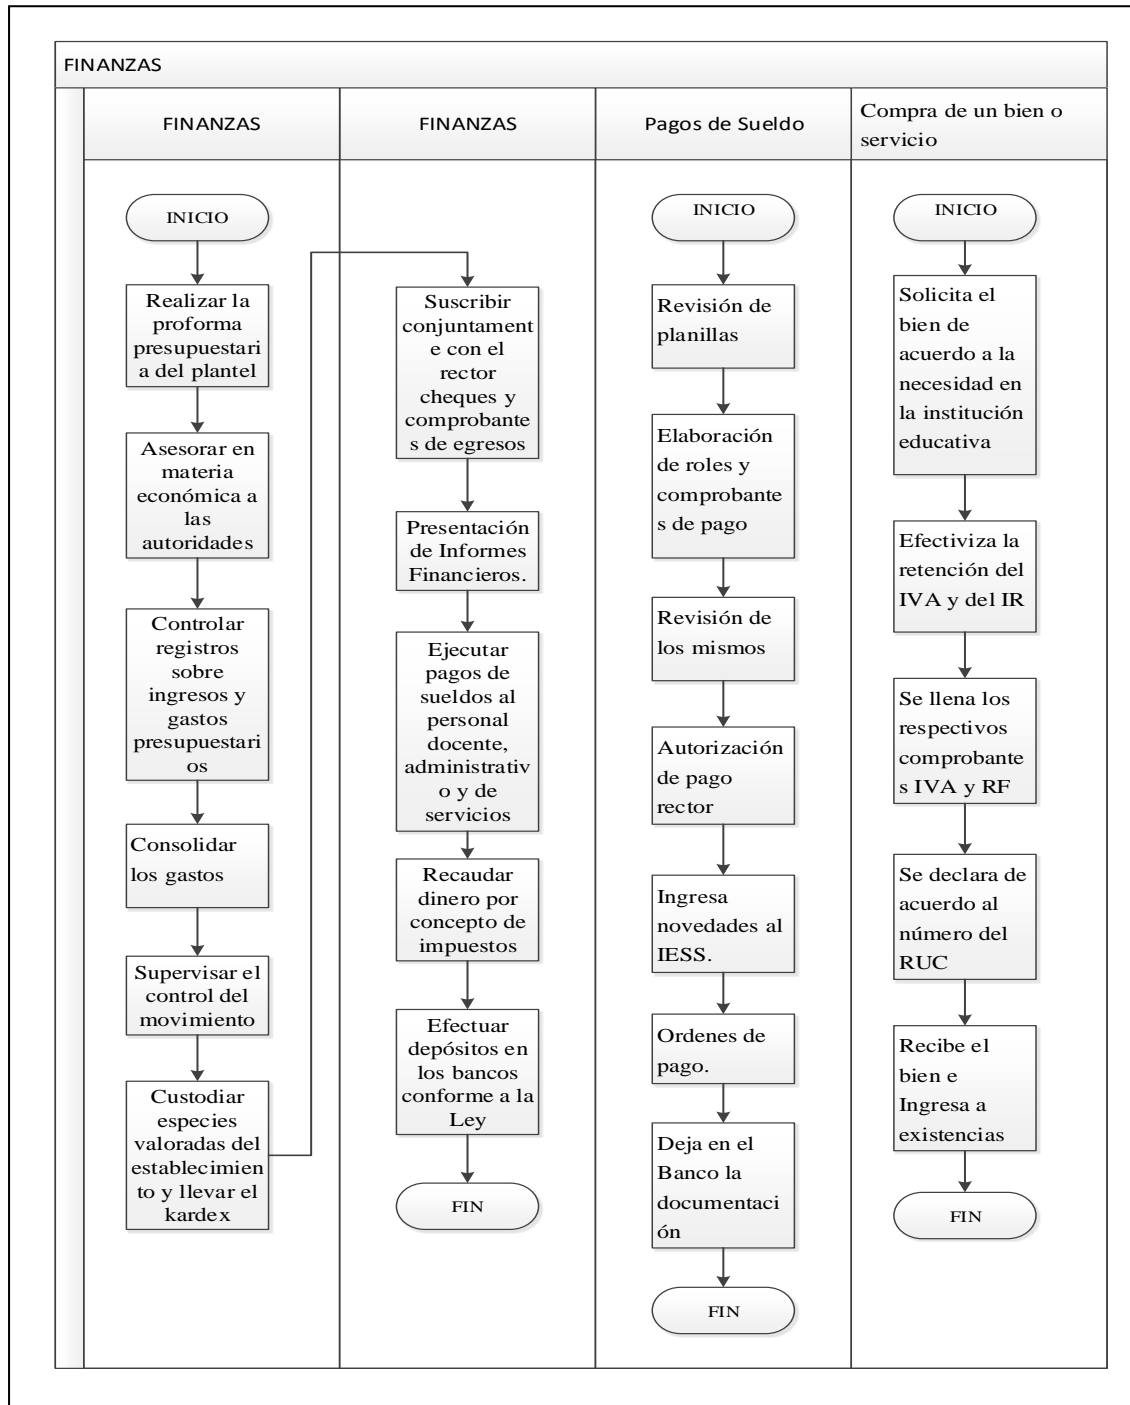 FINANZAS
FINANZAS
INICIO
Realizar la
proforma
presupuestari
a del plantel
Asesorar en
materia
económica a
las
autoridades
Controlar
registros
sobre
ingresos y
gastos
presupuestari
os
Consolidar
los gastos
Supervisar el
control del
movimiento
Custodiar
especies
valoradas del
establecimien
to y llevar el
kardex
FINANZAS
Suscribir
conjuntament
e con el
rector
cheques y
comprobante
s de egresos
Presentación
de Informes
Financieros.
Ejecutar
pagos de
sueldos al
personal
docente,
administrativ
o y de
servicios
Recaudar
dinero por
concepto de
impuestos
Efectuar
depósitos en
los bancos
conforme a la
Ley
FIN
Pagos de Sueldo
INICIO
Revisión de
planillas
Elaboración
de roles y
comprobante
s de pago
Revisión de
los mismos
Autorización
de pago
rector
Ingresa
novedades al
IESS.
Ordenes de
pago.
Deja en el
Banco la
documentaci
ón
FIN
Compra de un bien o
servicio
INICIO
Solicita el
bien de
acuerdo a la
necesidad en
la institución
educativa
Efectiviza la
retención del
IVA y del IR
Se llena los
respectivos
comprobante
s IVA y RF
Se declara de
acuerdo al
número del
RUC
Recibe el
bien e
Ingresa a
existencias
FIN